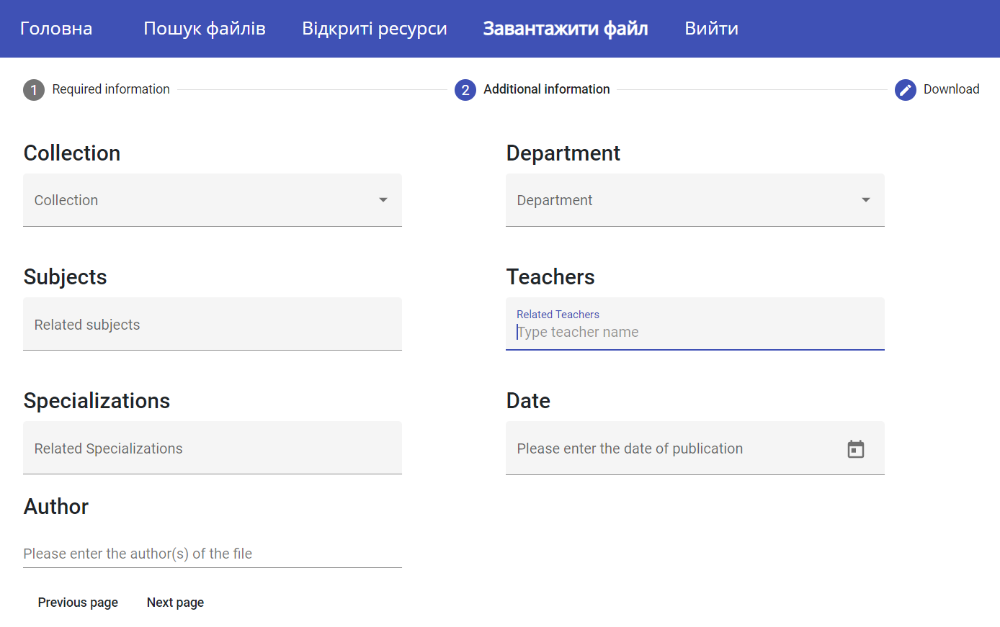 Головна Пошук файлів Відкриті ресурси Завантажити файл Вийти
1 Required information 2 Additional information Download
Collection Department
Collection Department
Subjects Teachers
Related subjects Related Teachers
Type teacher name
Specializations Date
Related Specializations Please enter the date of publication
Author
Please enter the author(s) of the file
Previous page Next page